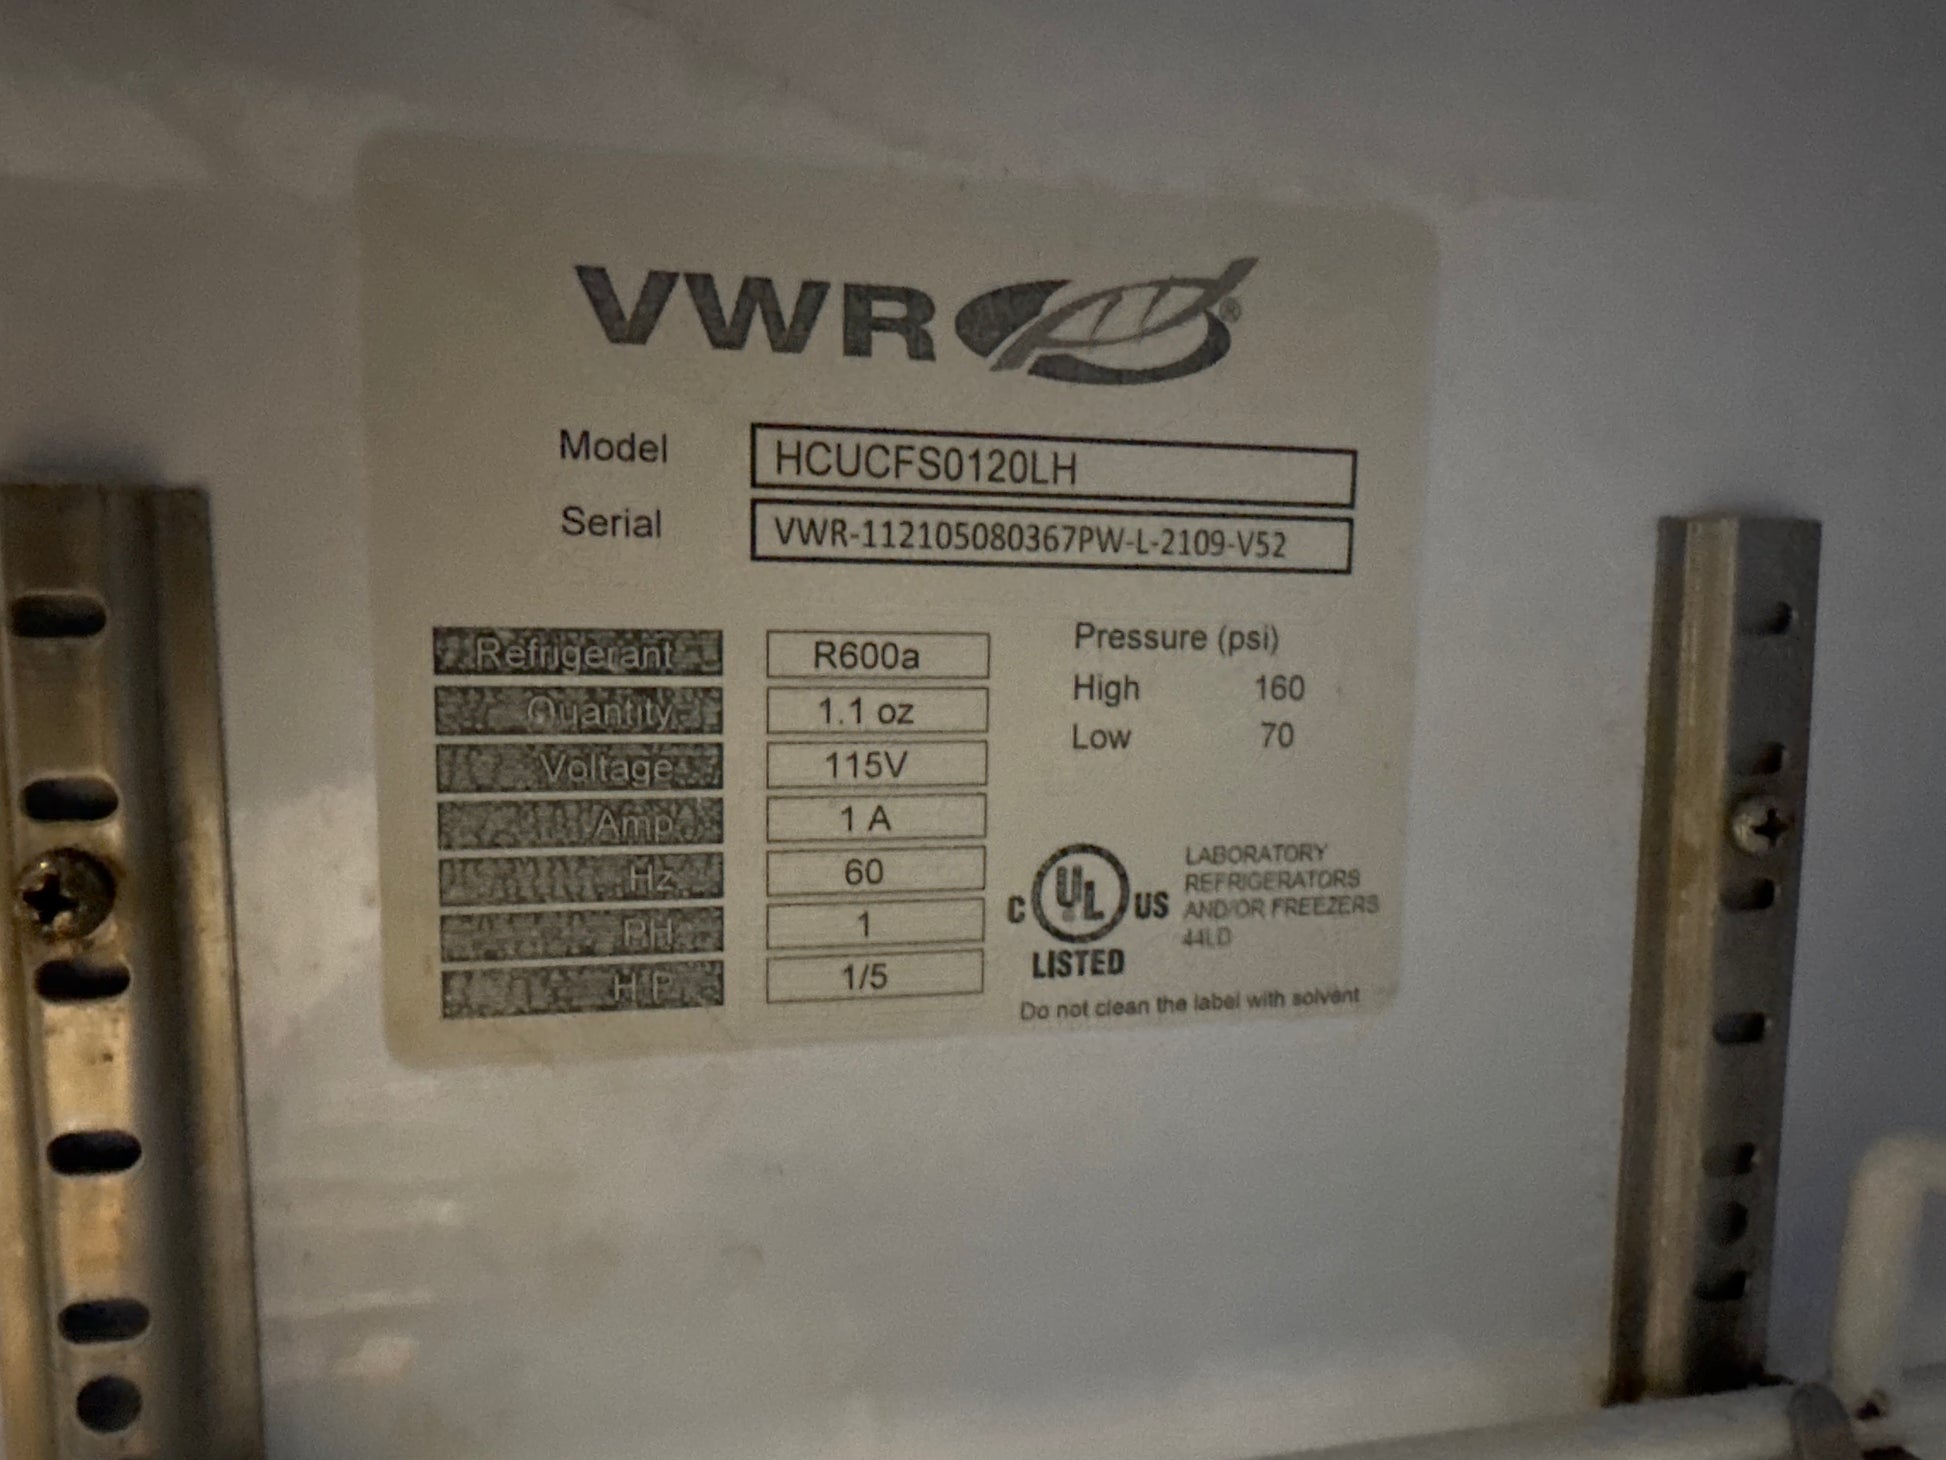 VWR®
Model HCUCFS0120LH
Serial VWR-112105080367PW-L-2109-V52
Refrigerant R600a
Quantity 1.1 oz
Voltage 115V
Amp 1 A
Hz 60
PH 1
H.P. 1/5
Pressure (psi)
High 160
Low 70
C UL US
LISTED
LABORATORY
REFRIGERATORS
AND/OR FREEZERS
44LD
Do not clean the label with solvent